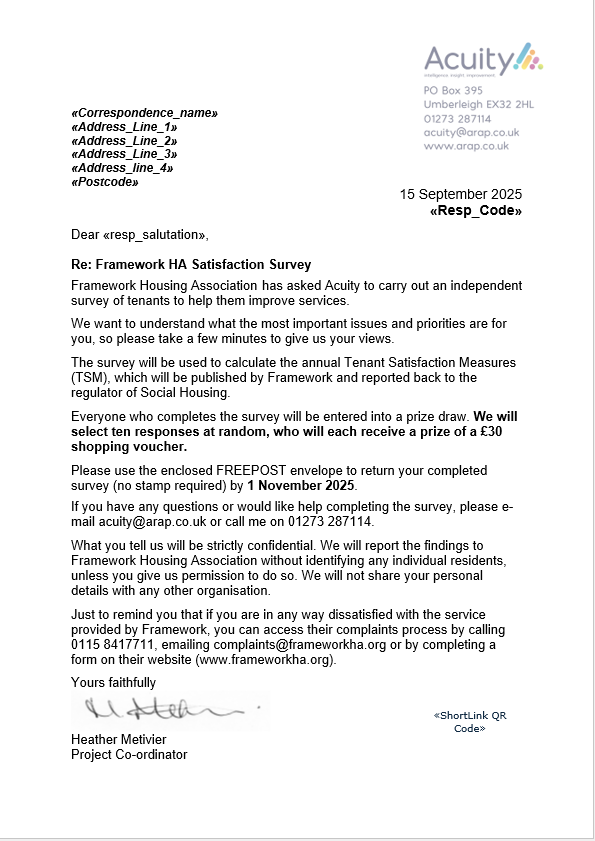 Acuity
intelligence. insight. improvement.
PO Box 395
Umberleigh EX32 2HL
01273 287114
acuity@arap.co.uk
www.arap.co.uk
«Correspondence_name»
«Address_Line_1»
«Address_Line_2»
«Address_Line_3»
«Address_line_4»
«Postcode»
15 September 2025
«Resp_Code»
Dear «resp_salutation»,
Re: Framework HA Satisfaction Survey
Framework Housing Association has asked Acuity to carry out an independent
survey of tenants to help them improve services.
We want to understand what the most important issues and priorities are for
you, so please take a few minutes to give us your views.
The survey will be used to calculate the annual Tenant Satisfaction Measures
(TSM), which will be published by Framework and reported back to the
regulator of Social Housing.
Everyone who completes the survey will be entered into a prize draw. We will
select ten responses at random, who will each receive a prize of a £30
shopping voucher.
Please use the enclosed FREEPOST envelope to return your completed
survey (no stamp required) by 1 November 2025.
If you have any questions or would like help completing the survey, please e-
mail acuity@arap.co.uk or call me on 01273 287114.
What you tell us will be strictly confidential. We will report the findings to
Framework Housing Association without identifying any individual residents,
unless you give us permission to do so. We will not share your personal
details with any other organisation.
Just to remind you that if you are in any way dissatisfied with the service
provided by Framework, you can access their complaints process by calling
0115 8417711, emailing complaints@frameworkha.org or by completing a
form on their website (www.frameworkha.org).
Yours faithfully
«ShortLink QR
Code»
Heather Metivier
Project Co-ordinator